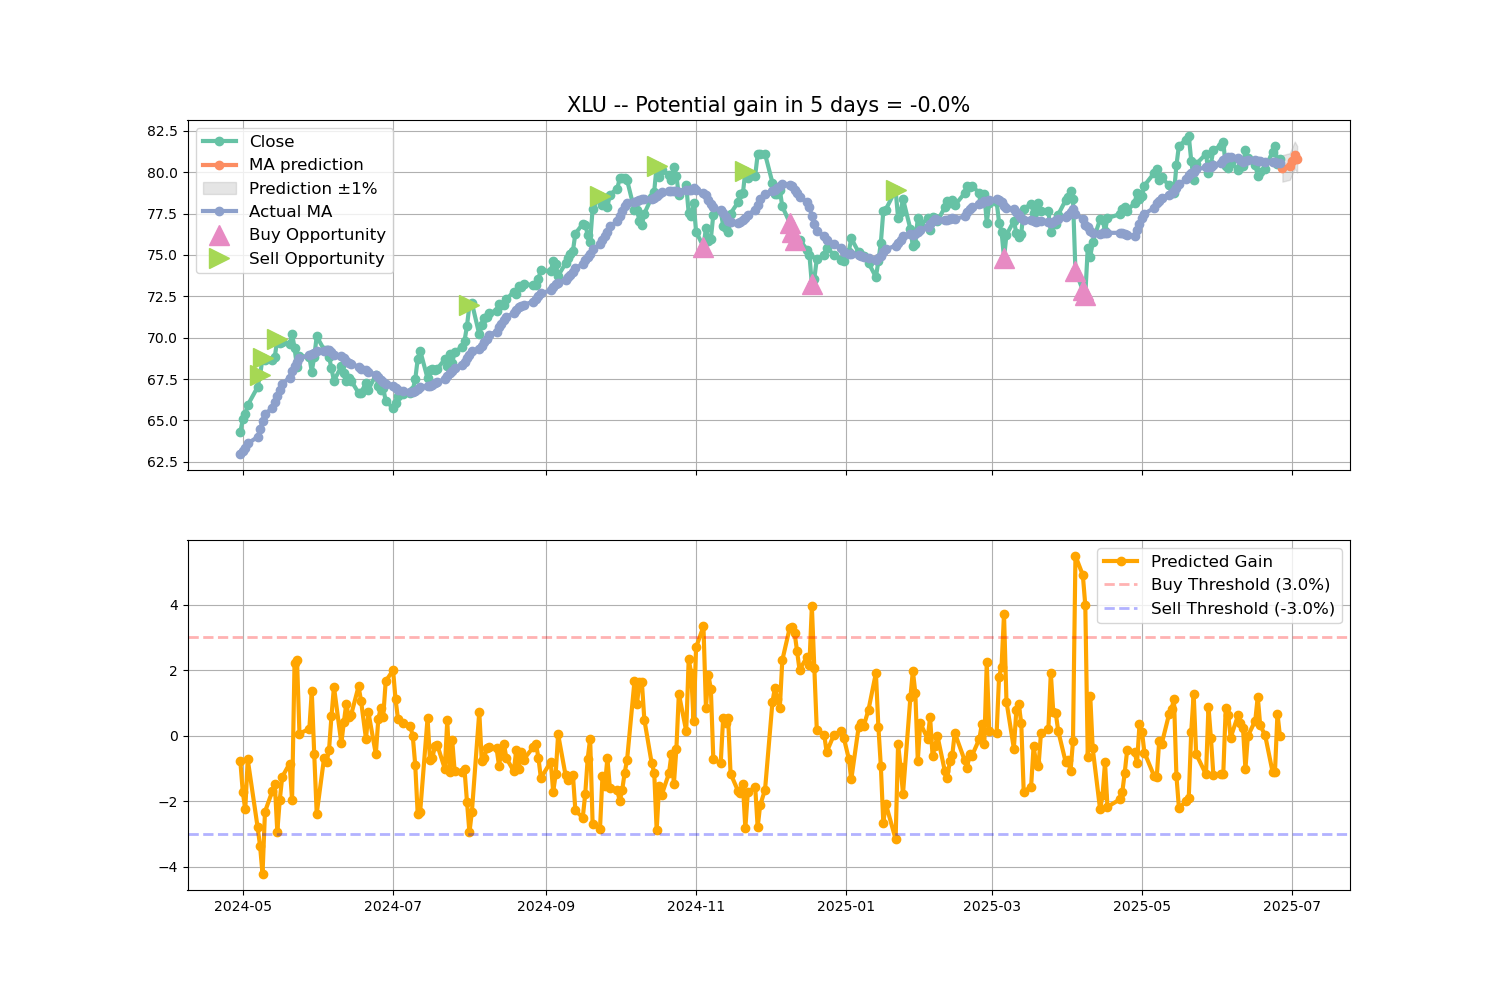 XLU -- Potential gain in 5 days = -0.0%
82.5
80.0
77.5
75.0
72.5
70.0
67.5
65.0
62.5
Close
MA prediction
Prediction ±1%
Actual MA
Buy Opportunity
Sell Opportunity
4
2
0
−2
−4
Predicted Gain
Buy Threshold (3.0%)
Sell Threshold (-3.0%)
2024-05 2024-07 2024-09 2024-11 2025-01 2025-03 2025-05 2025-07